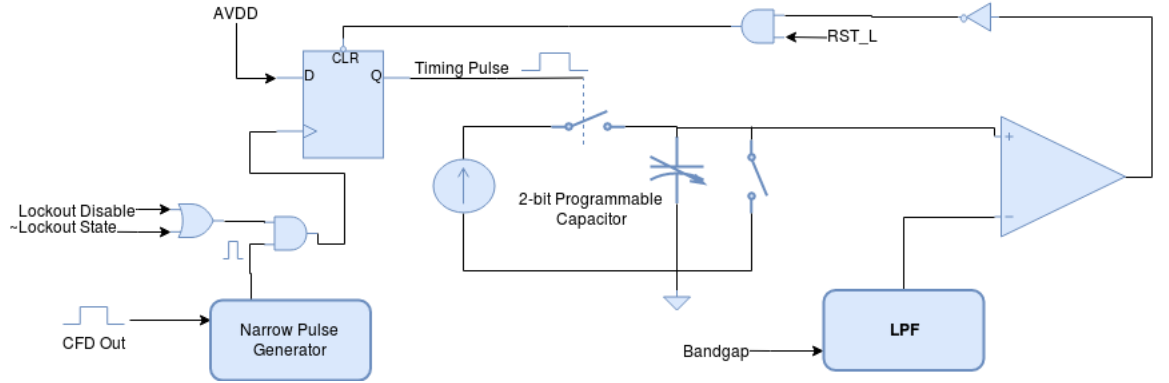 AVDD
RST_L
CLR
D
Q
Timing Pulse
+
2-bit Programmable
Capacitor
Lockout Disable
~Lockout State
−
Narrow Pulse
Generator
CFD Out
LPF
Bandgap